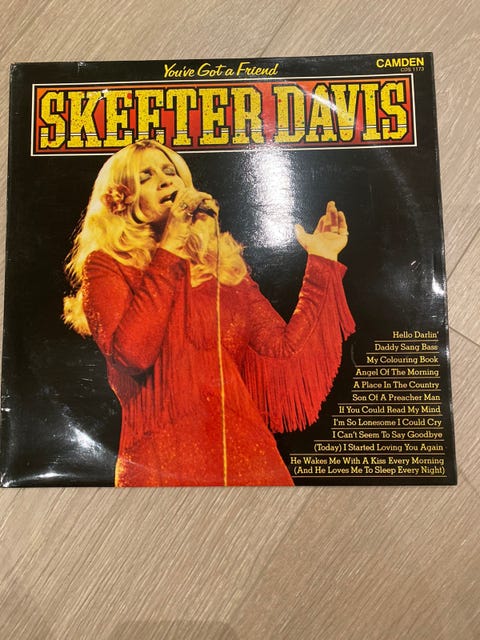 You've Got a Friend
CAMDEN
CDS 1173
SKEETER DAVIS
Hello Darlin'
Daddy Sang Bass
My Colouring Book
Angel Of The Morning
A Place In The Country
Son Of A Preacher Man
If You Could Read My Mind
I'm So Lonesome I Could Cry
I Can't Seem To Say Goodbye
(Today) I Started Loving You Again
He Wakes Me With A Kiss Every Morning
(And He Loves Me To Sleep Every Night)